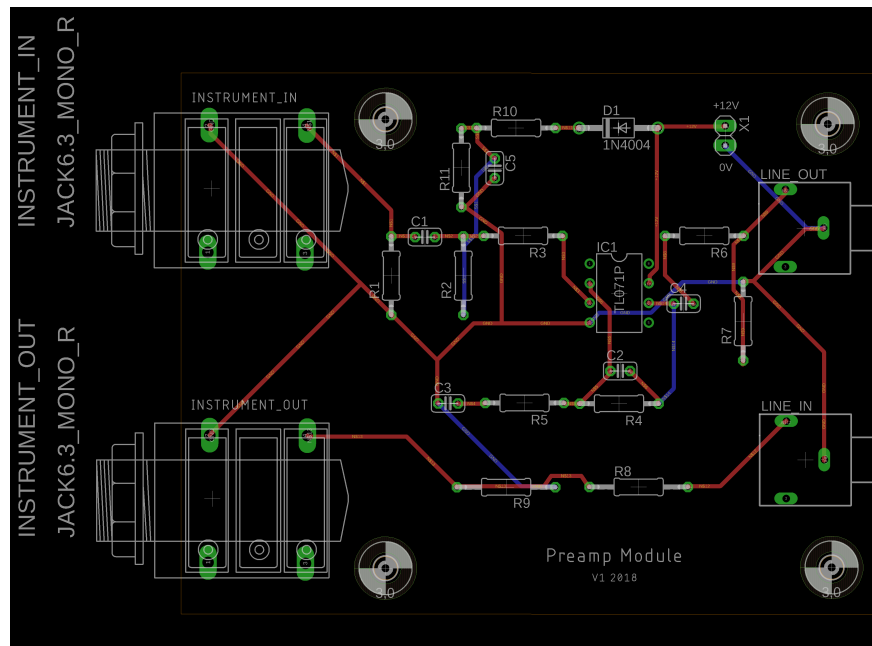 INSTRUMENT_IN
JACK6.3_MONO_R
INSTRUMENT_IN
3,0
R10
D1
1N4004
+12V
X1
0V
3,0
LINE_OUT
R11
C5
C1
R1
R2
R3
IC1
TL071P
R6
C4
R7
INSTRUMENT_OUT
JACK6.3_MONO_R
INSTRUMENT_OUT
C2
C3
R5
R4
LINE_IN
R8
R9
Preamp Module
V1 2018
3,0
3,0